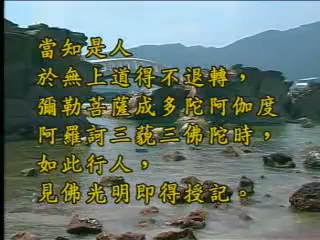 當知是人
於無上道得不退轉，
彌勒菩薩成多陀阿伽度
阿羅訶三藐三佛陀時，
如此行人，
見佛光明即得授記。